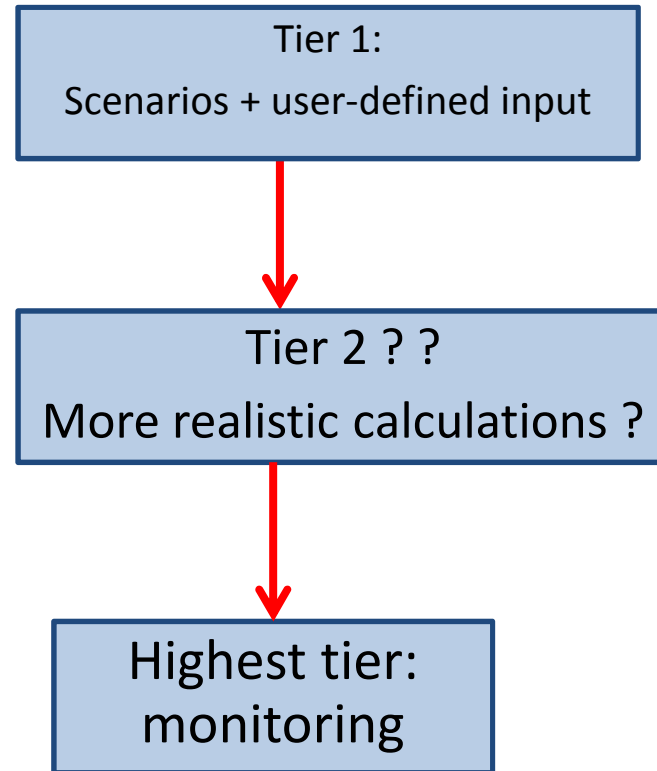 Tier 1:
Scenarios + user-defined input
Tier 2 ? ?
More realistic calculations ?
Highest tier:
monitoring